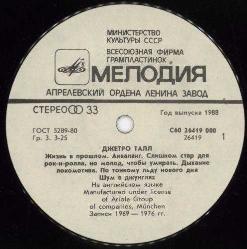 МИНИСТЕРСТВО
КУЛЬТУРЫ СССР
ВСЕСОЮЗНАЯ ФИРМА
ГРАМПЛАСТИНОК
МЕЛОДИЯ
АПРЕЛЕВСКИЙ ОРДЕНА ЛЕНИНА ЗАВОД
СТЕРЕО 33
Год выпуска 1988
ГОСТ 5289-80
Гр. 3. 3-25
С60 26419 000
26419
1
ДЖЕТРО ТАЛЛ
Жизнь в прошлом. Акваланг. Слишком стар для
рок-н-ролла, но молод, чтобы умирать. Дыхание
локомотива. По тонкому льду нового дня
Шум в джунглях
На английском языке
Manufactured under license
of Ariola Group
of companies, München
Записи 1969 — 1976 гг.